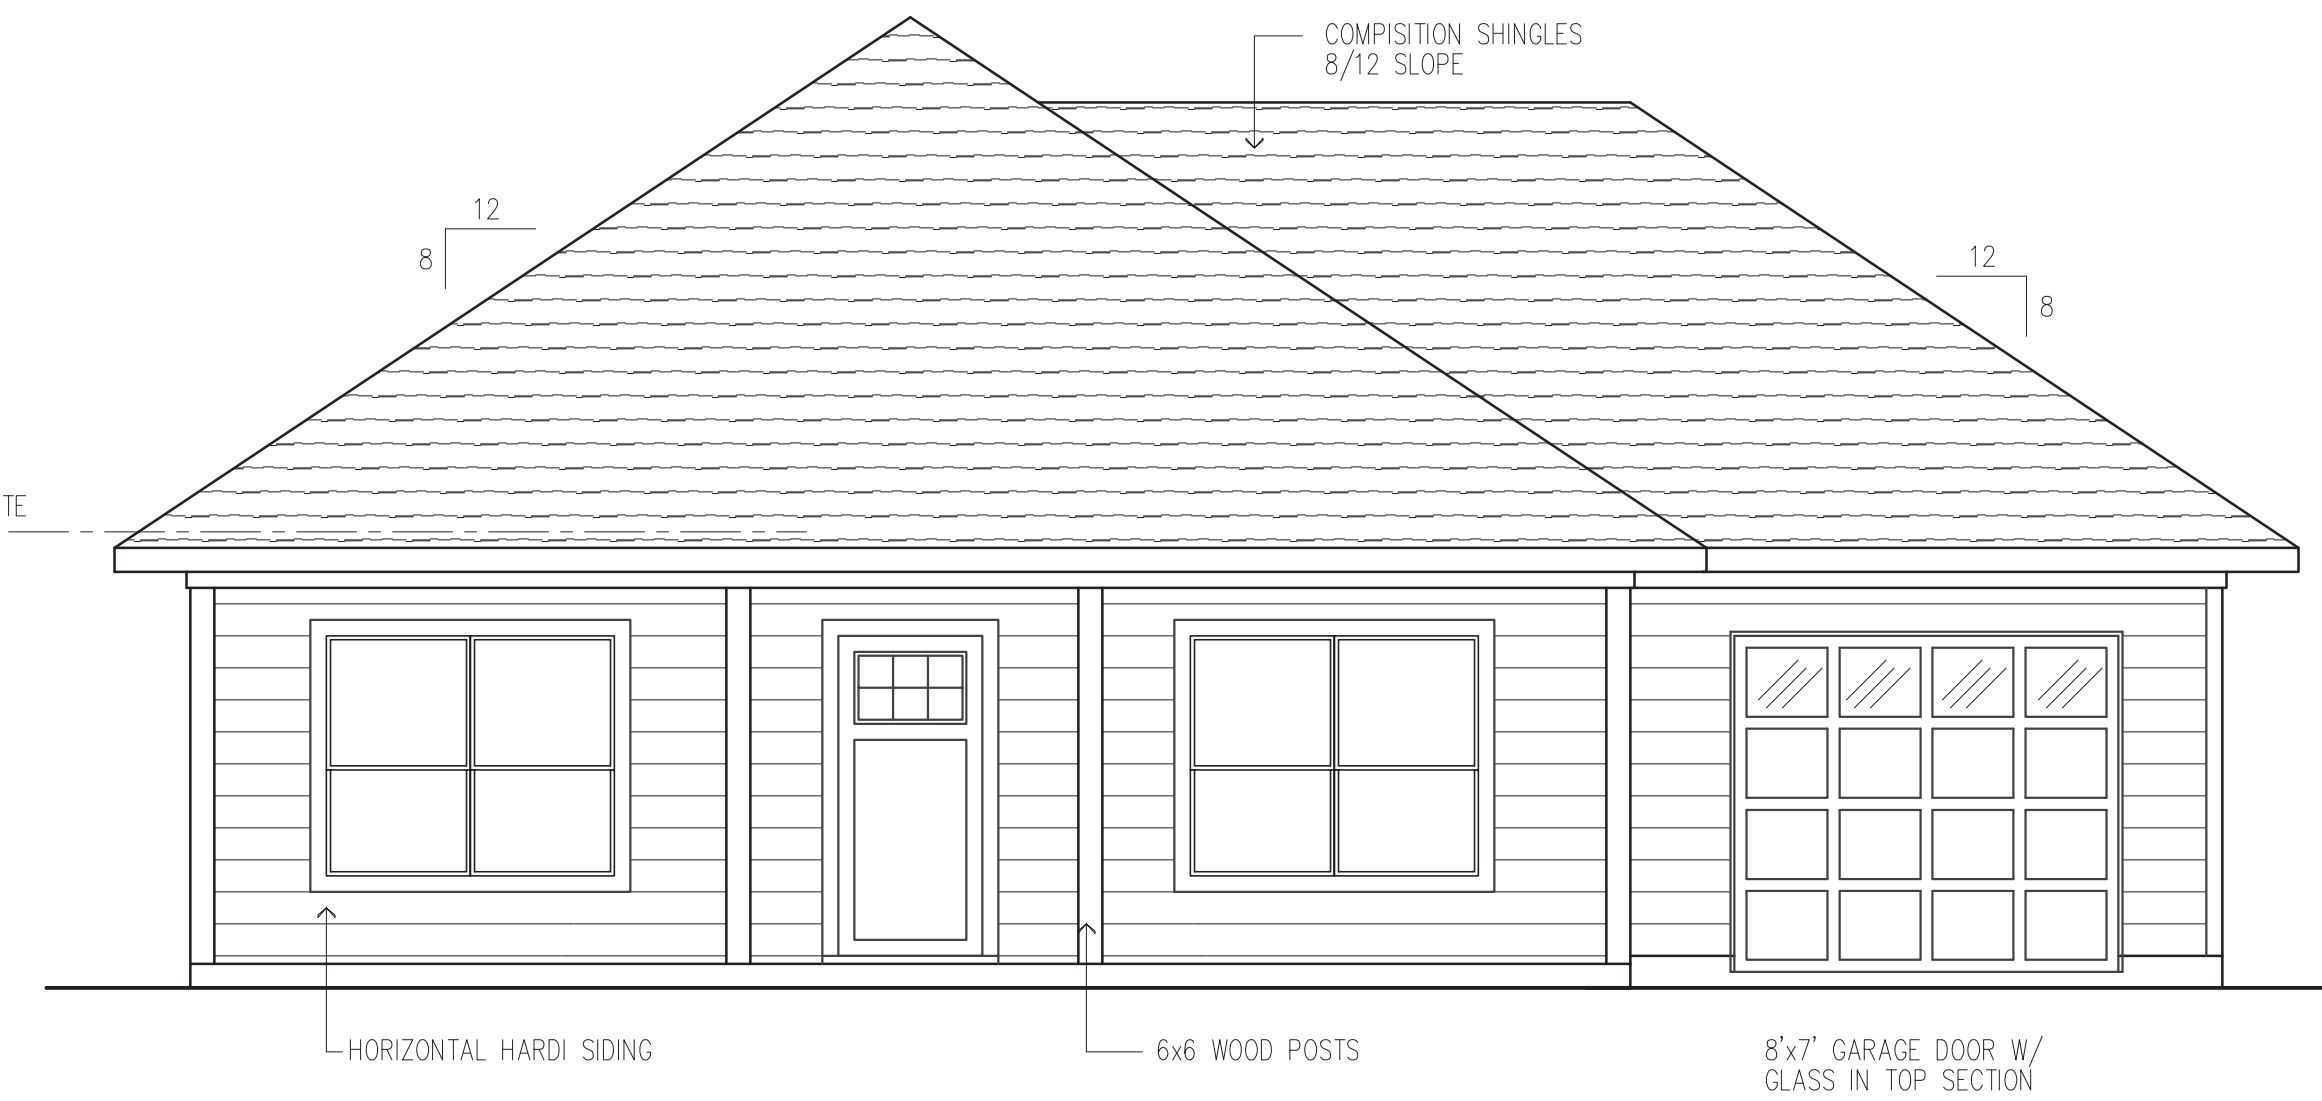 COMPISITION SHINGLES
8/12 SLOPE
12
8
12
8
TE
HORIZONTAL HARDI SIDING
6x6 WOOD POSTS
8'x7' GARAGE DOOR W/
GLASS IN TOP SECTION